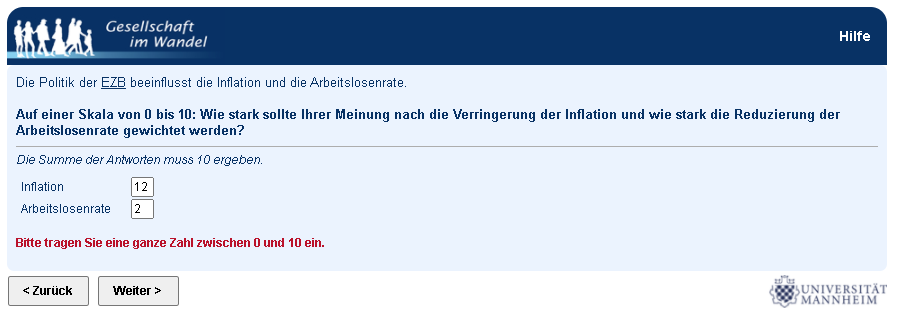 Gesellschaft
im Wandel
Hilfe
Die Politik der EZB beeinflusst die Inflation und die Arbeitslosenrate.
Auf einer Skala von 0 bis 10: Wie stark sollte Ihrer Meinung nach die Verringerung der Inflation und wie stark die Reduzierung der
Arbeitslosenrate gewichtet werden?
Die Summe der Antworten muss 10 ergeben.
Inflation 12
Arbeitslosenrate 2
Bitte tragen Sie eine ganze Zahl zwischen 0 und 10 ein.
< Zurück Weiter >
UNIVERSITÄT
MANNHEIM